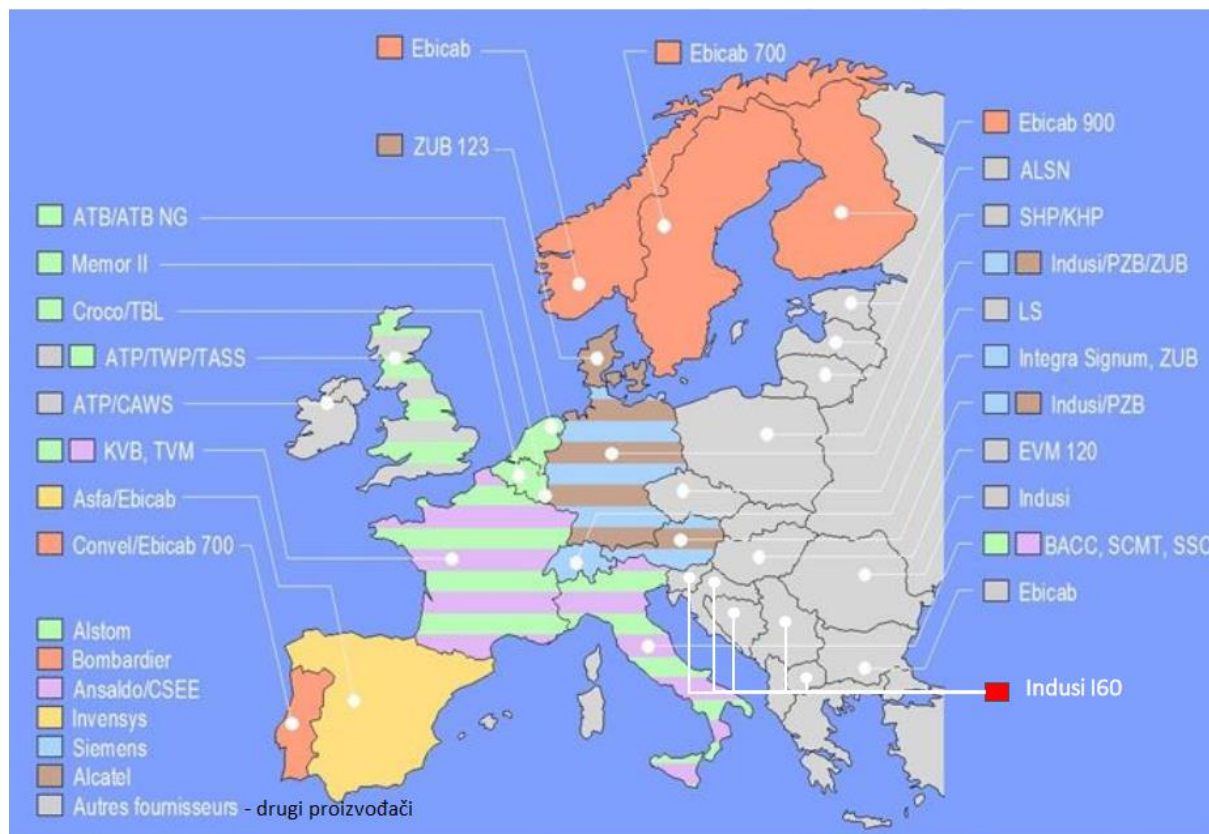 Ebicab
Ebicab 700
ZUB 123
ATB/ATB NG
Memor II
Croco/TBL
ATP/TWP/TASS
ATP/CAWS
KVB, TVM
Asfa/Ebicab
Convel/Ebicab 700
Alstom
Bombardier
Ansaldo/CSEE
Invensys
Siemens
Alcatel
Autres fournisseurs - drugi proizvođači
Ebicab 900
ALSN
SHP/KHP
Indusi/PZB/ZUB
LS
Integra Signum, ZUB
Indusi/PZB
EVM 120
Indusi
BACC, SCMT, SSC
Ebicab
Indusi I60